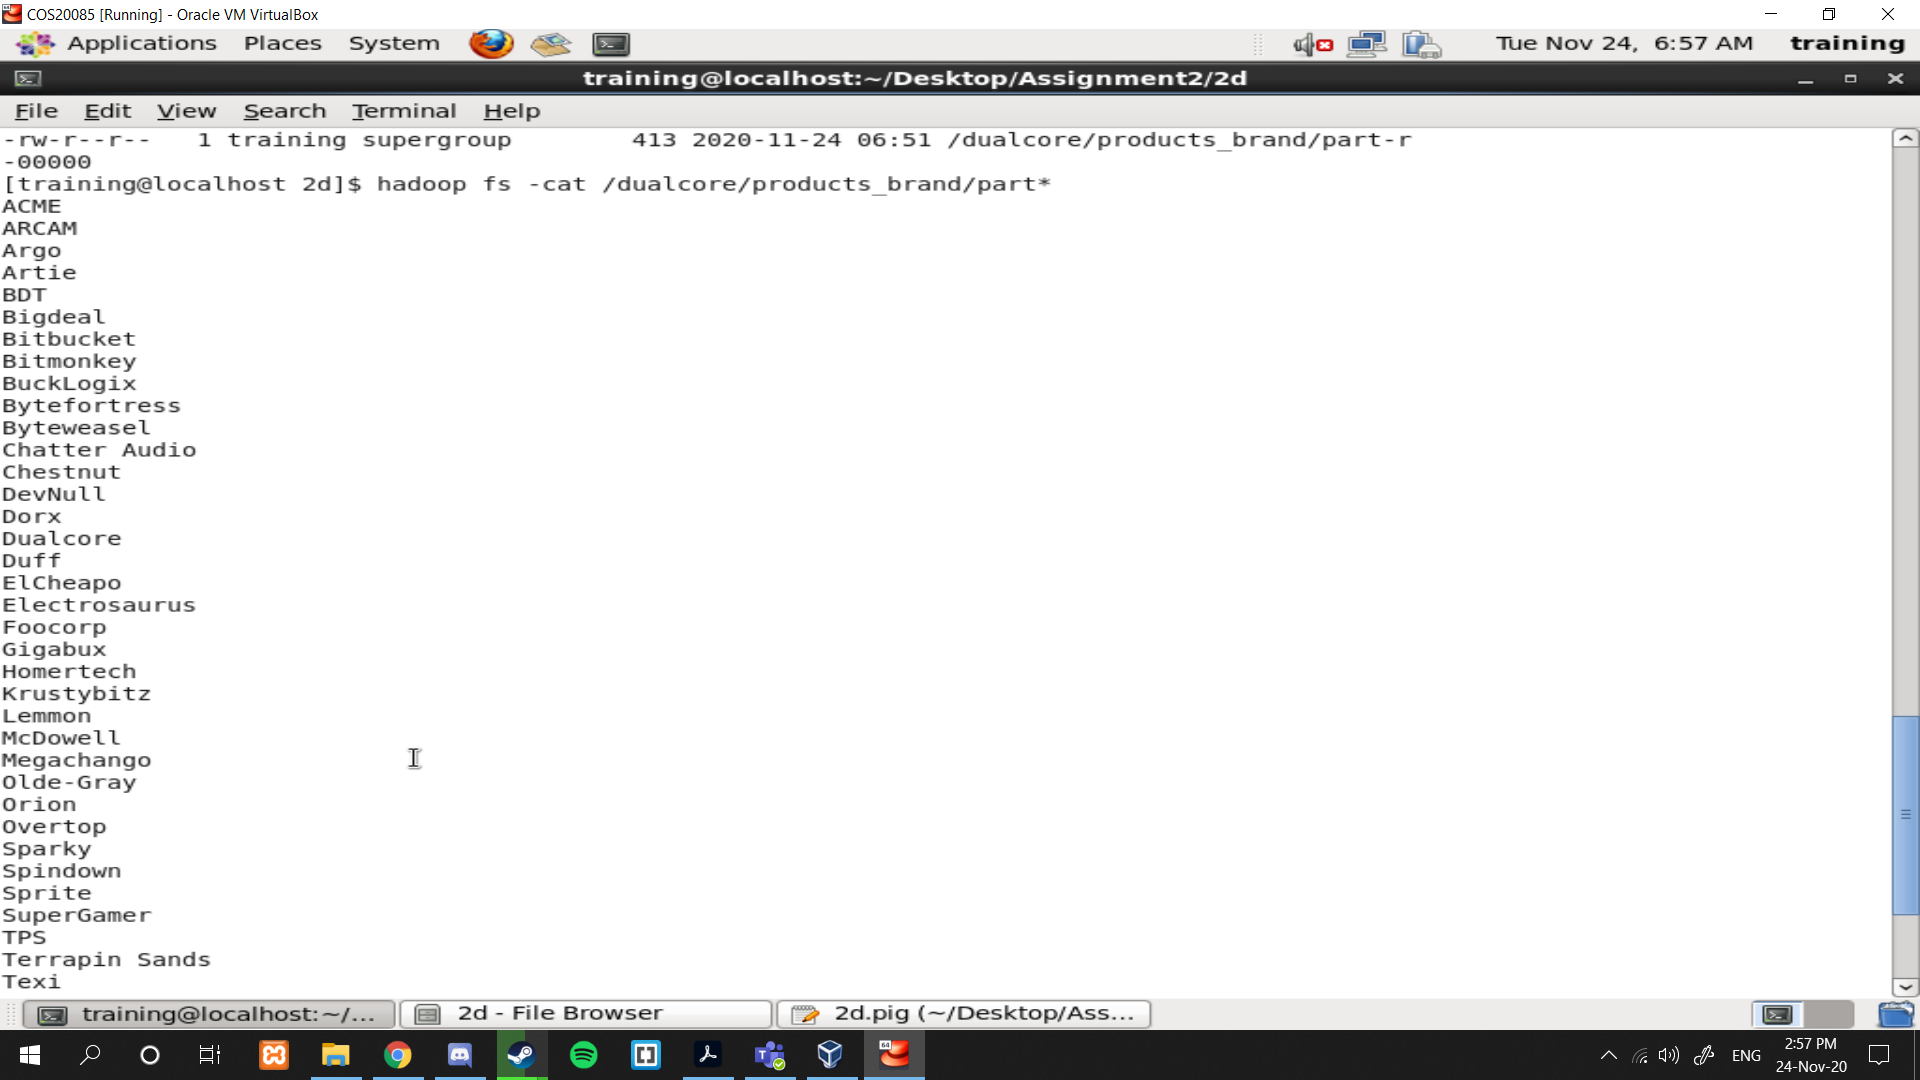 COS20085 [Running] - Oracle VM VirtualBox
Applications Places System Tue Nov 24, 6:57 AM training
training@localhost:~/Desktop/Assignment2/2d
File Edit View Search Terminal Help
-rw-r--r--   1 training supergroup        413 2020-11-24 06:51 /dualcore/products_brand/part-r
-00000
[training@localhost 2d]$ hadoop fs -cat /dualcore/products_brand/part*
ACME
ARCAM
Argo
Artie
BDT
Bigdeal
Bitbucket
Bitmonkey
BuckLogix
Bytefortress
Byteweasel
Chatter Audio
Chestnut
DevNull
Dorx
Dualcore
Duff
ElCheapo
Electrosaurus
Foocorp
Gigabux
Homertech
Krustybitz
Lemmon
McDowell
Megachango
Olde-Gray
Orion
Overtop
Sparky
Spindown
Sprite
SuperGamer
TPS
Terrapin Sands
Texi
training@localhost:~/... 2d - File Browser 2d.pig (~/Desktop/Ass...
ENG 2:57 PM
24-Nov-20